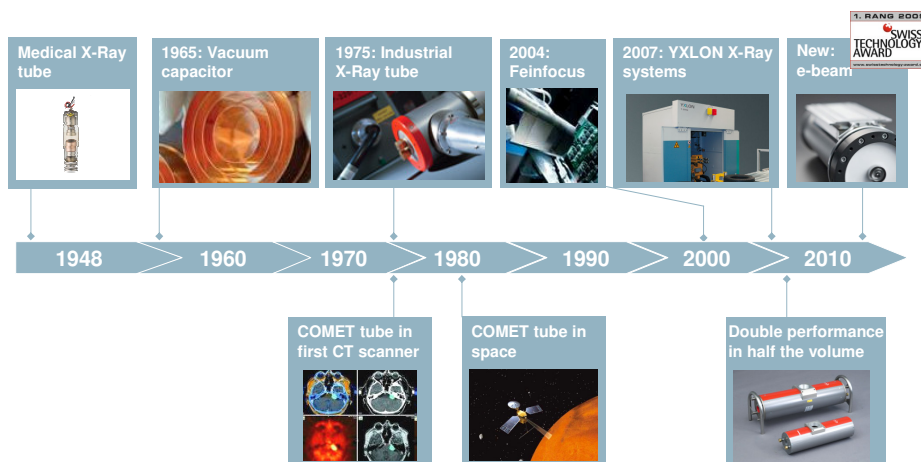 1. RANG 2009
SWISS
TECHNOLOGY
AWARD
Medical X-Ray
tube
1965: Vacuum
capacitor
1975: Industrial
X-Ray tube
2004:
Feinfocus
2007: YXLON X-Ray
systems
New:
e-beam
YXLON
1948
1960
1970
1980
1990
2000
2010
COMET tube in
first CT scanner
COMET tube in
space
Double performance
in half the volume